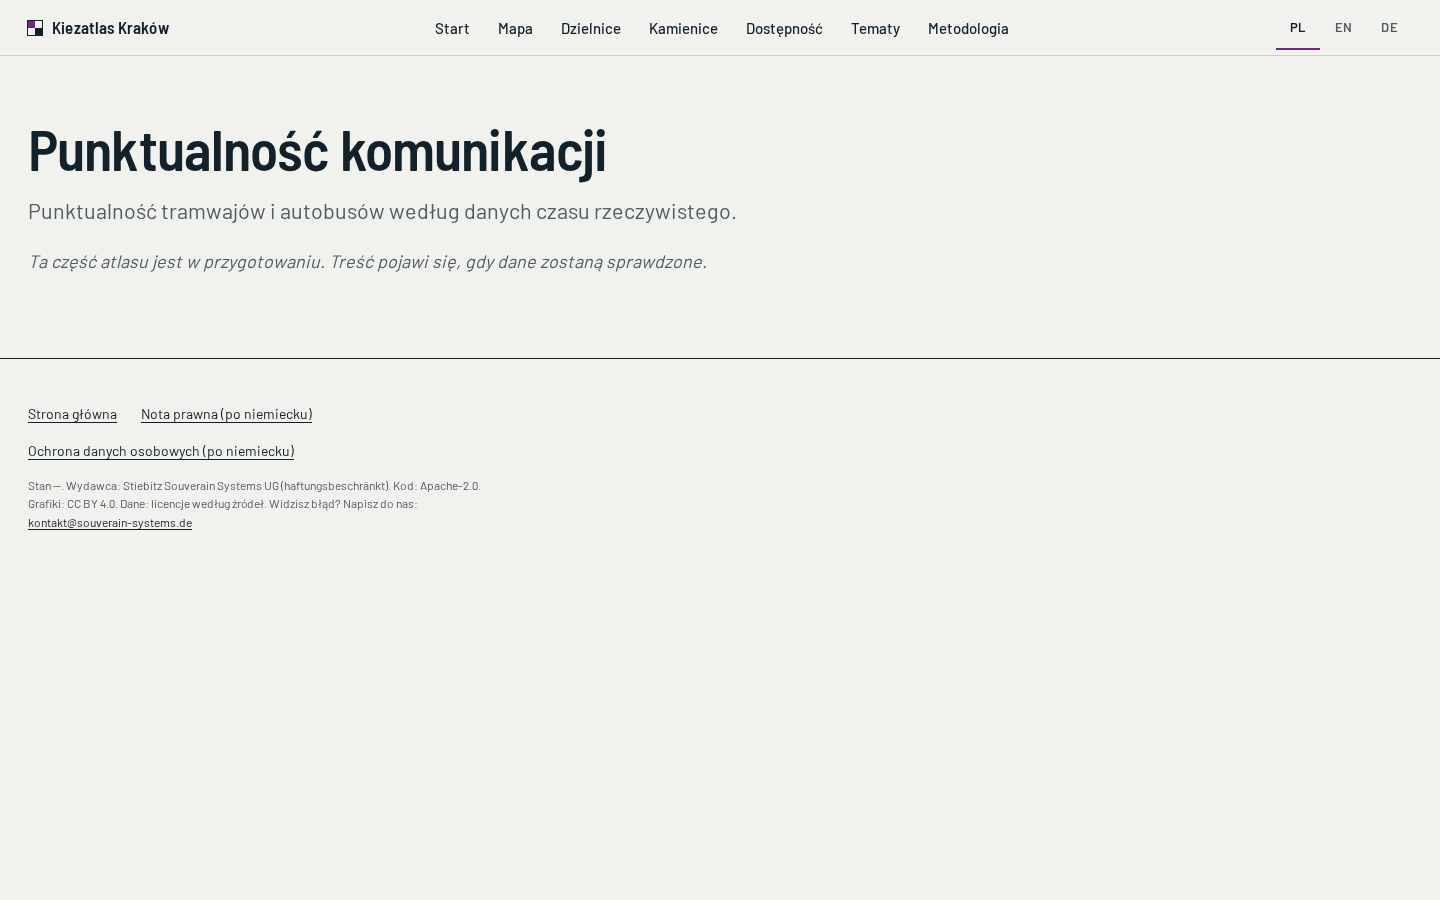 Kiezatlas Kraków
Start Mapa Dzielnice Kamienice Dostępność Tematy Metodologia
PL EN DE
Punktualność komunikacji
Punktualność tramwajów i autobusów według danych czasu rzeczywistego.
Ta część atlasu jest w przygotowaniu. Treść pojawi się, gdy dane zostaną sprawdzone.
Strona główna Nota prawna (po niemiecku)
Ochrona danych osobowych (po niemiecku)
Stan —. Wydawca: Stiebitz Souverain Systems UG (haftungsbeschränkt). Kod: Apache-2.0.
Grafiki: CC BY 4.0. Dane: licencje według źródeł. Widzisz błąd? Napisz do nas:
kontakt@souverain-systems.de